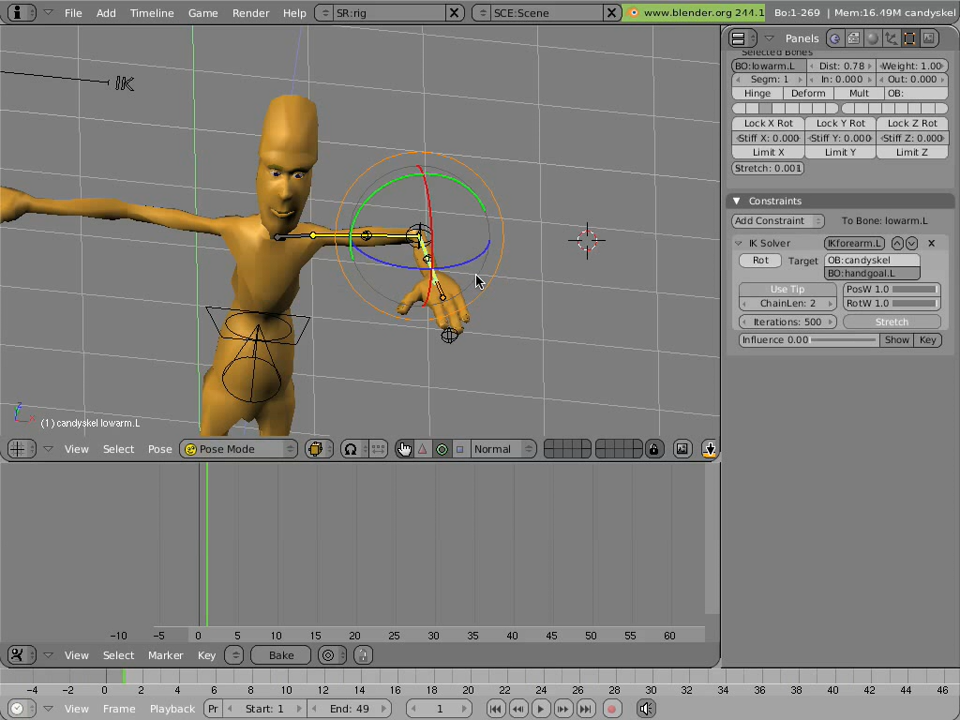 File Add Timeline Game Render Help SR:rig SCE:Scene www.blender.org 244.1 Bo:1-269 | Mem:16.49M candyskel
Panels
Selected Bones
BO:lowarm.L Dist: 0.78 Weight: 1.00
Segm: 1 In: 0.000 Out: 0.000
Hinge Deform Mult OB:
Lock X Rot Lock Y Rot Lock Z Rot
Stiff X: 0.000 Stiff Y: 0.000 Stiff Z: 0.000
Limit X Limit Y Limit Z
Stretch: 0.001
Constraints
Add Constraint To Bone: lowarm.L
IK Solver IKforearm.L
Rot Target OB:candyskel
BO:handgoal.L
Use Tip PosW 1.0
ChainLen: 2 RotW 1.0
Iterations: 500 Stretch
Influence 0.00 Show Key
IK
z
(1) candyskel lowarm.L
View Select Pose Pose Mode Normal
-10 -5 0 5 10 15 20 25 30 35 40 45 50 55 60
View Select Marker Key Bake
-4 -2 0 2 4 6 8 10 12 14 16 18 20 22 24 26 28 30 32 34 36 38 40 42 44 46
View Frame Playback Pr Start: 1 End: 49 1